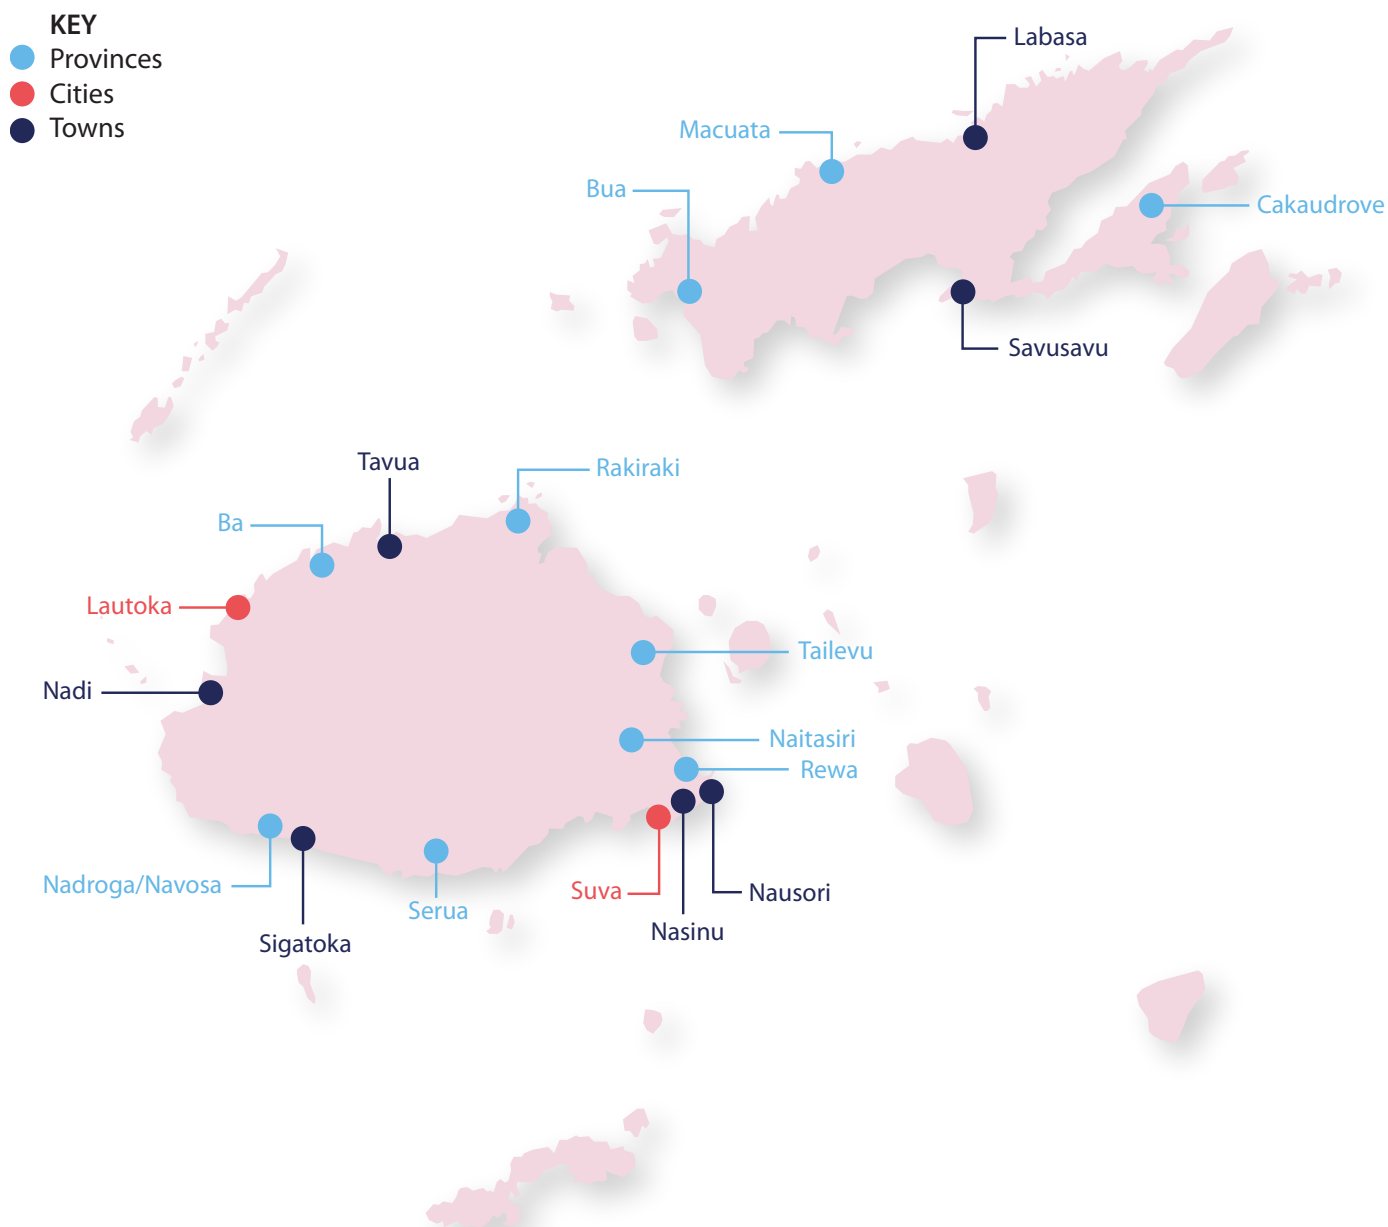 KEY
Provinces
Cities
Towns
Labasa
Macuata
Bua
Cakaudrove
Savusavu
Tavua
Rakiraki
Ba
Lautoka
Tailevu
Nadi
Naitasiri
Rewa
Nadroga/Navosa
Suva
Nausori
Serua
Nasinu
Sigatoka